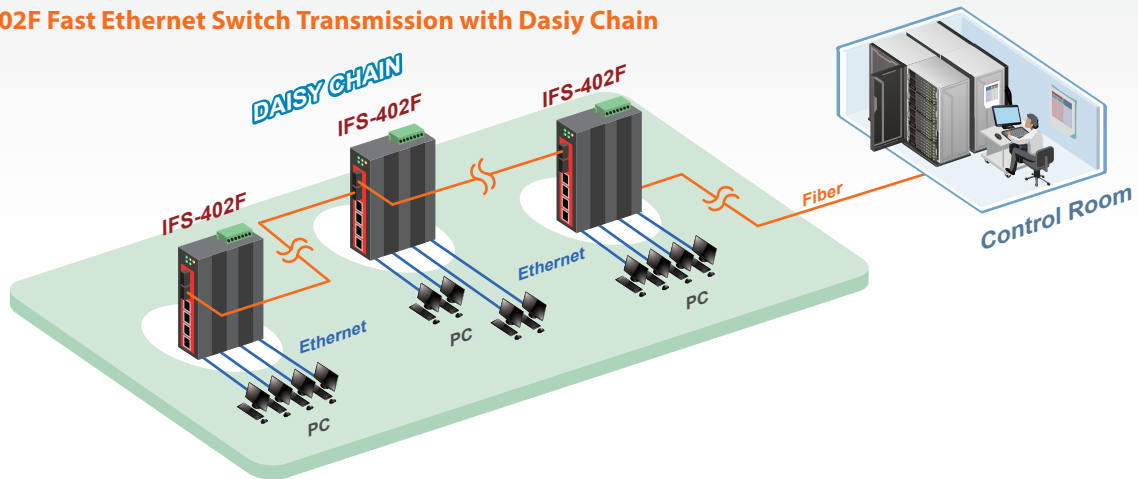 02F Fast Ethernet Switch Transmission with Dasiy Chain
DAISY CHAIN
IFS-402F
IFS-402F
IFS-402F
Fiber
Control Room
Ethernet
PC
PC
Ethernet
PC